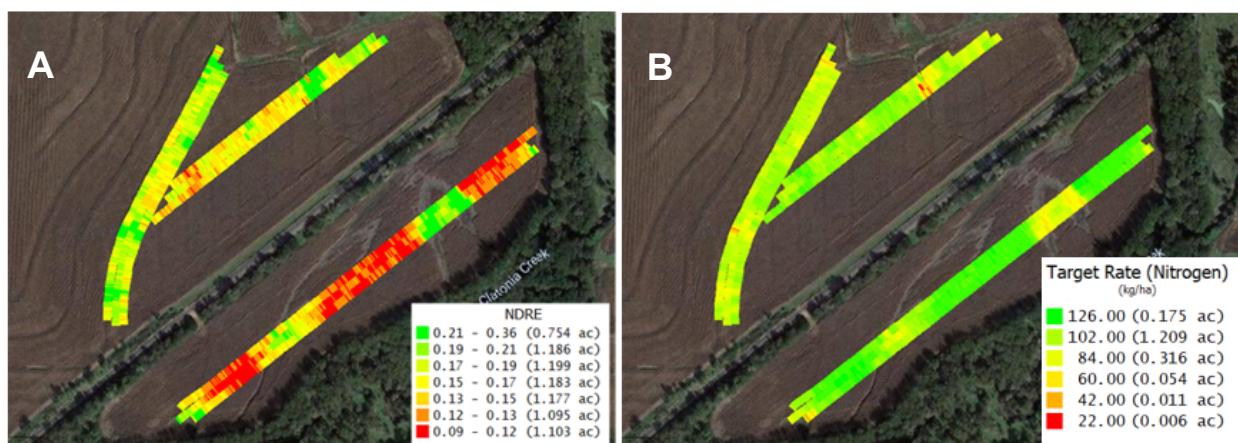 A
Clatonia Creek
NDRE
0.21 - 0.36 (0.754 ac)
0.19 - 0.21 (1.186 ac)
0.17 - 0.19 (1.199 ac)
0.15 - 0.17 (1.183 ac)
0.13 - 0.15 (1.177 ac)
0.12 - 0.13 (1.095 ac)
0.09 - 0.12 (1.103 ac)
B
Target Rate (Nitrogen)
(kg/ha)
126.00 (0.175 ac)
102.00 (1.209 ac)
84.00 (0.316 ac)
60.00 (0.054 ac)
42.00 (0.011 ac)
22.00 (0.006 ac)